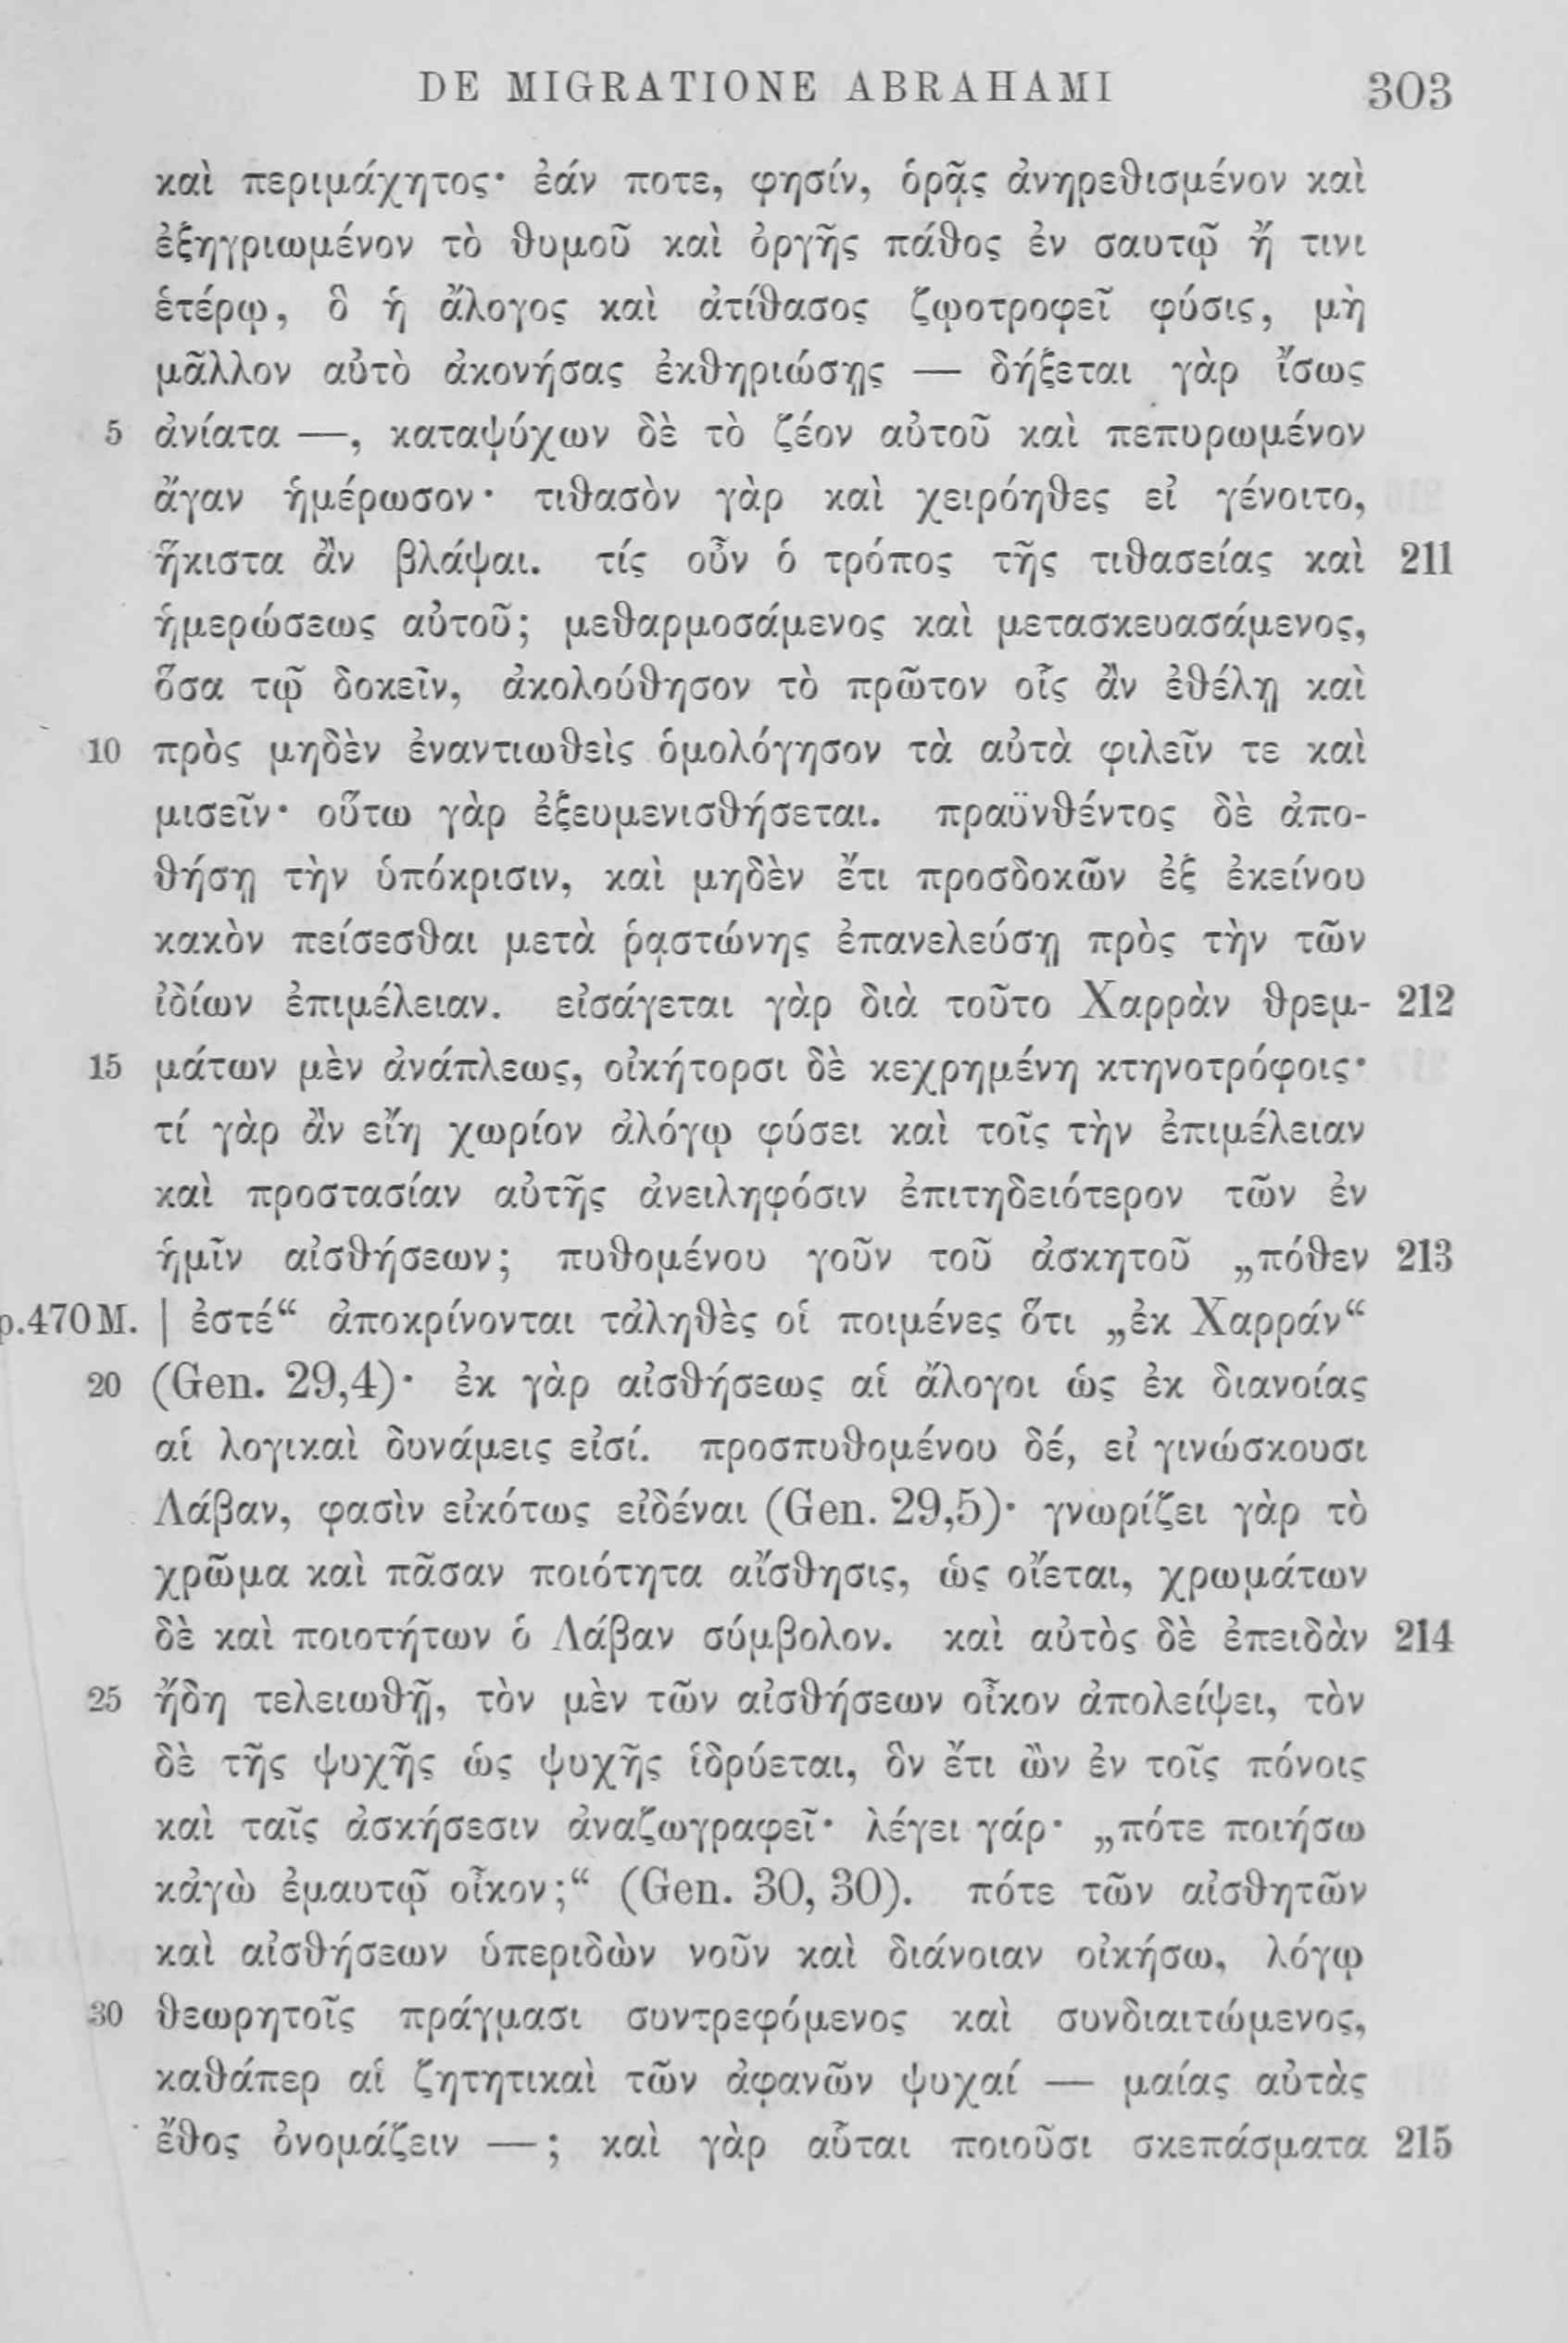 DE MIGRATIONE ABRAHAMI 303
καὶ περιμάχητος· ἐάν ποτε, φησίν, ὁρᾷς ἀνηρεθισμένον καὶ
ἐξηγριωμένον τὸ θυμοῦ καὶ ὀργῆς πάθος ἐν σαυτῷ ἤ τινι
ἑτέρῳ, ὃ ἡ ἄλογος καὶ ἀτίθασος ζῳοτροφεῖ φύσις, μὴ
μᾶλλον αὐτὸ ἀκονήσας ἐκθηριώσῃς — δήξεται γὰρ ἴσως
5 ἀνίατα —, καταψύχων δὲ τὸ ζέον αὐτοῦ καὶ πεπυρωμένον
ἄγαν ἡμέρωσον· τιθασὸν γὰρ καὶ χειρόηθες εἰ γένοιτο,
ἥκιστα ἂν βλάψαι. τίς οὖν ὁ τρόπος τῆς τιθασείας καὶ 211
ἡμερώσεως αὐτοῦ; μεθαρμοσάμενος καὶ μετασκευασάμενος,
ὅσα τῷ δοκεῖν, ἀκολούθησον τὸ πρῶτον οἷς ἂν ἐθέλῃ καὶ
10 πρὸς μηδὲν ἐναντιωθεὶς ὁμολόγησον τὰ αὐτὰ φιλεῖν τε καὶ
μισεῖν· οὕτω γὰρ ἐξευμενισθήσεται. πραϋνθέντος δὲ ἀπο-
θήσῃ τὴν ὑπόκρισιν, καὶ μηδὲν ἔτι προσδοκῶν ἐξ ἐκείνου
κακὸν πείσεσθαι μετὰ ῥᾳστώνης ἐπανελεύσῃ πρὸς τὴν τῶν
ἰδίων ἐπιμέλειαν. εἰσάγεται γὰρ διὰ τοῦτο Χαρρὰν θρεμ- 212
15 μάτων μὲν ἀνάπλεως, οἰκήτορσι δὲ κεχρημένη κτηνοτρόφοις·
τί γὰρ ἂν εἴη χωρίον ἀλόγῳ φύσει καὶ τοῖς τὴν ἐπιμέλειαν
καὶ προστασίαν αὐτῆς ἀνειληφόσιν ἐπιτηδειότερον τῶν ἐν
ἡμῖν αἰσθήσεων; πυθομένου γοῦν τοῦ ἀσκητοῦ „πόθεν 213
p.470M. | ἐστέ“ ἀποκρίνονται τἀληθὲς οἱ ποιμένες ὅτι „ἐκ Χαρράν“
20 (Gen. 29,4)· ἐκ γὰρ αἰσθήσεως αἱ ἄλογοι ὡς ἐκ διανοίας
αἱ λογικαὶ δυνάμεις εἰσί. προσπυθομένου δέ, εἰ γινώσκουσι
Λάβαν, φασὶν εἰκότως εἰδέναι (Gen. 29,5)· γνωρίζει γὰρ τὸ
χρῶμα καὶ πᾶσαν ποιότητα αἴσθησις, ὡς οἴεται, χρωμάτων
δὲ καὶ ποιοτήτων ὁ Λάβαν σύμβολον. καὶ αὐτὸς δὲ ἐπειδὰν 214
25 ἤδη τελειωθῇ, τὸν μὲν τῶν αἰσθήσεων οἶκον ἀπολείψει, τὸν
δὲ τῆς ψυχῆς ὡς ψυχῆς ἱδρύεται, ὃν ἔτι ὢν ἐν τοῖς πόνοις
καὶ ταῖς ἀσκήσεσιν ἀναζωγραφεῖ· λέγει γάρ· „πότε ποιήσω
κἀγὼ ἐμαυτῷ οἶκον;“ (Gen. 30, 30). πότε τῶν αἰσθητῶν
καὶ αἰσθήσεων ὑπεριδὼν νοῦν καὶ διάνοιαν οἰκήσω, λόγῳ
30 θεωρητοῖς πράγμασι συντρεφόμενος καὶ συνδιαιτώμενος,
καθάπερ αἱ ζητητικαὶ τῶν ἀφανῶν ψυχαί — μαίας αὐτὰς
ἔθος ὀνομάζειν —; καὶ γὰρ αὗται ποιοῦσι σκεπάσματα 215